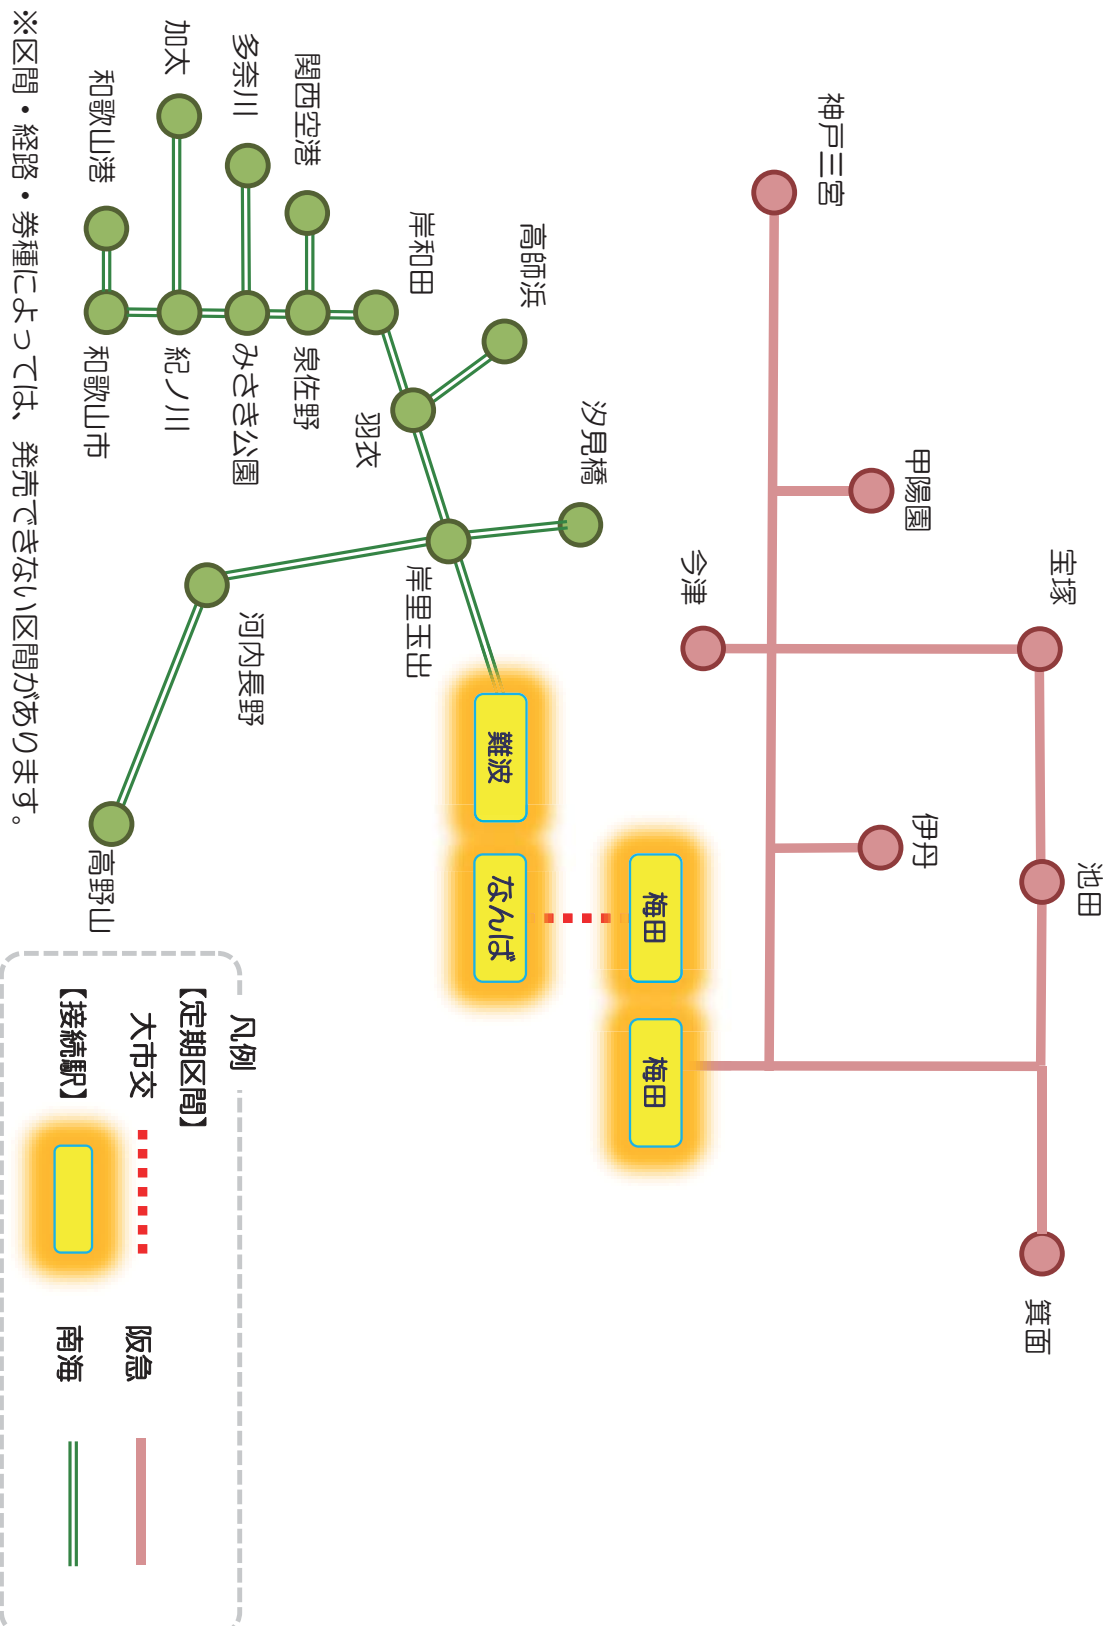 箕面
池田
宝塚
伊丹
甲陽園
神戸三宮
今津
梅田
梅田
汐見橋
高師浜
難波
なんば
岸和田
岸里玉出
羽衣
関西空港
泉佐野
多奈川
みさき公園
河内長野
加太
紀ノ川
和歌山港
和歌山市
高野山
凡例
【定期区間】
大市交
阪急
【接続駅】
南海
※区間・経路・券種によっては、発売できない区間があります。